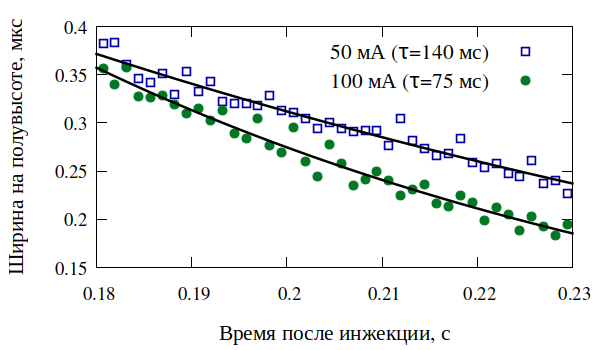 0.4
0.35
0.3
0.25
0.2
0.15
Ширина на полувысоте, мкс
50 мА (τ=140 мс)
100 мА (τ=75 мс)
0.18 0.19 0.2 0.21 0.22 0.23
Время после инжекции, с